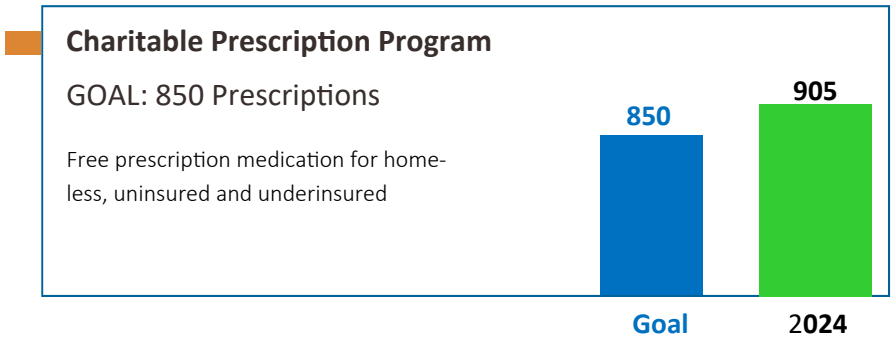 Charitable Prescription Program
GOAL: 850 Prescriptions
Free prescription medication for home-
less, uninsured and underinsured
850
905
Goal
2024